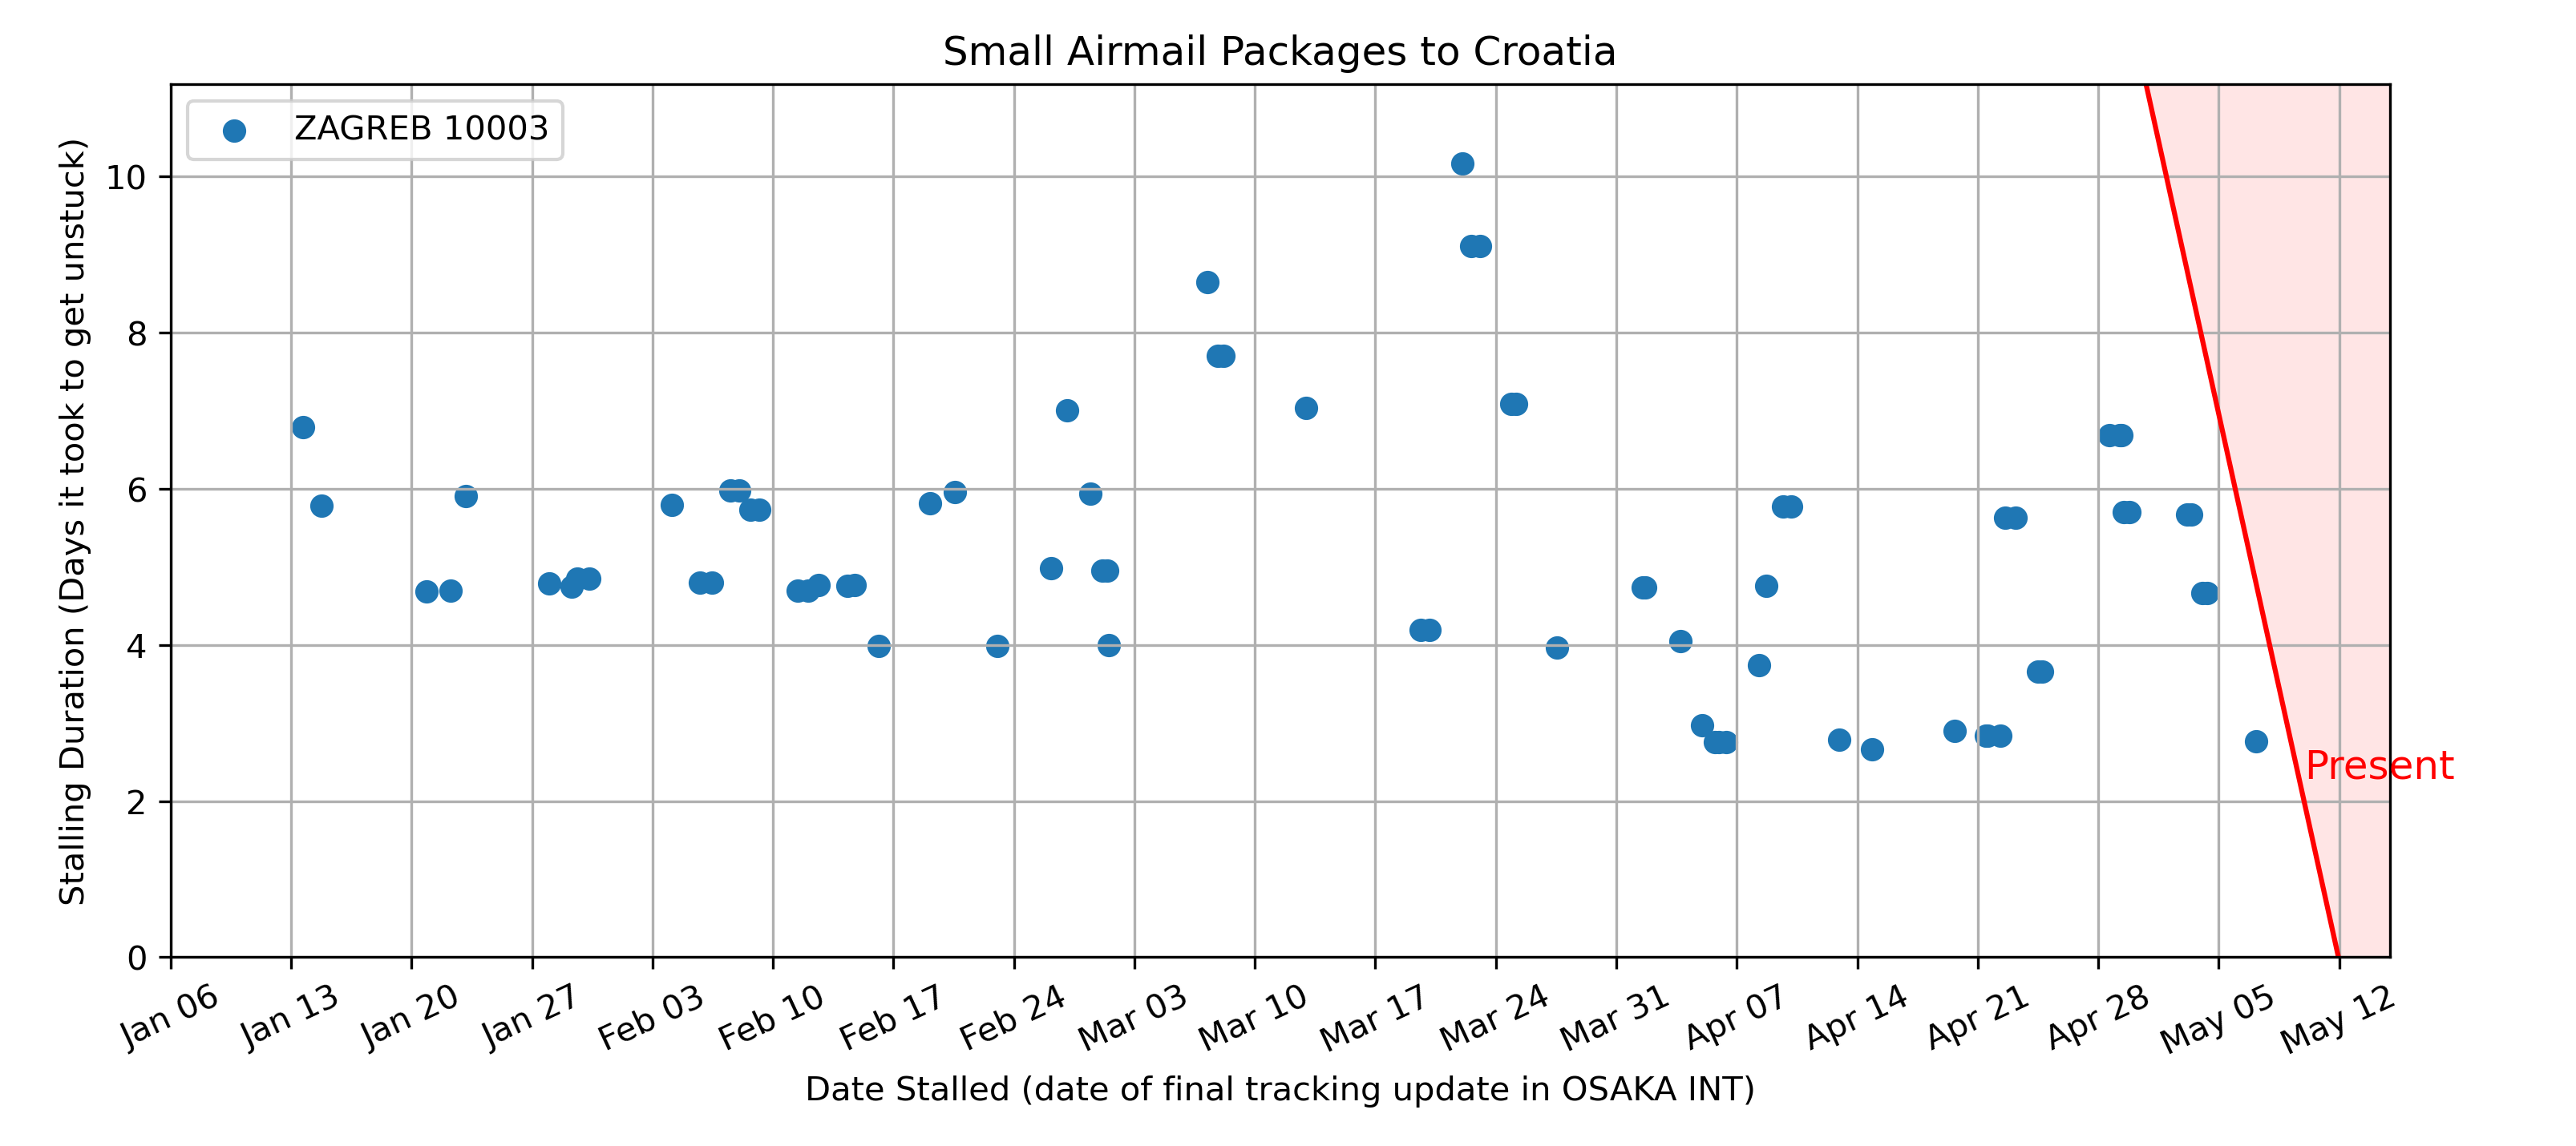 Small Airmail Packages to Croatia
ZAGREB 10003
Stalling Duration (Days it took to get unstuck)
10
8
6
4
2
0
Present
Jan 06 Jan 13 Jan 20 Jan 27 Feb 03 Feb 10 Feb 17 Feb 24 Mar 03 Mar 10 Mar 17 Mar 24 Mar 31 Apr 07 Apr 14 Apr 21 Apr 28 May 05 May 12
Date Stalled (date of final tracking update in OSAKA INT)